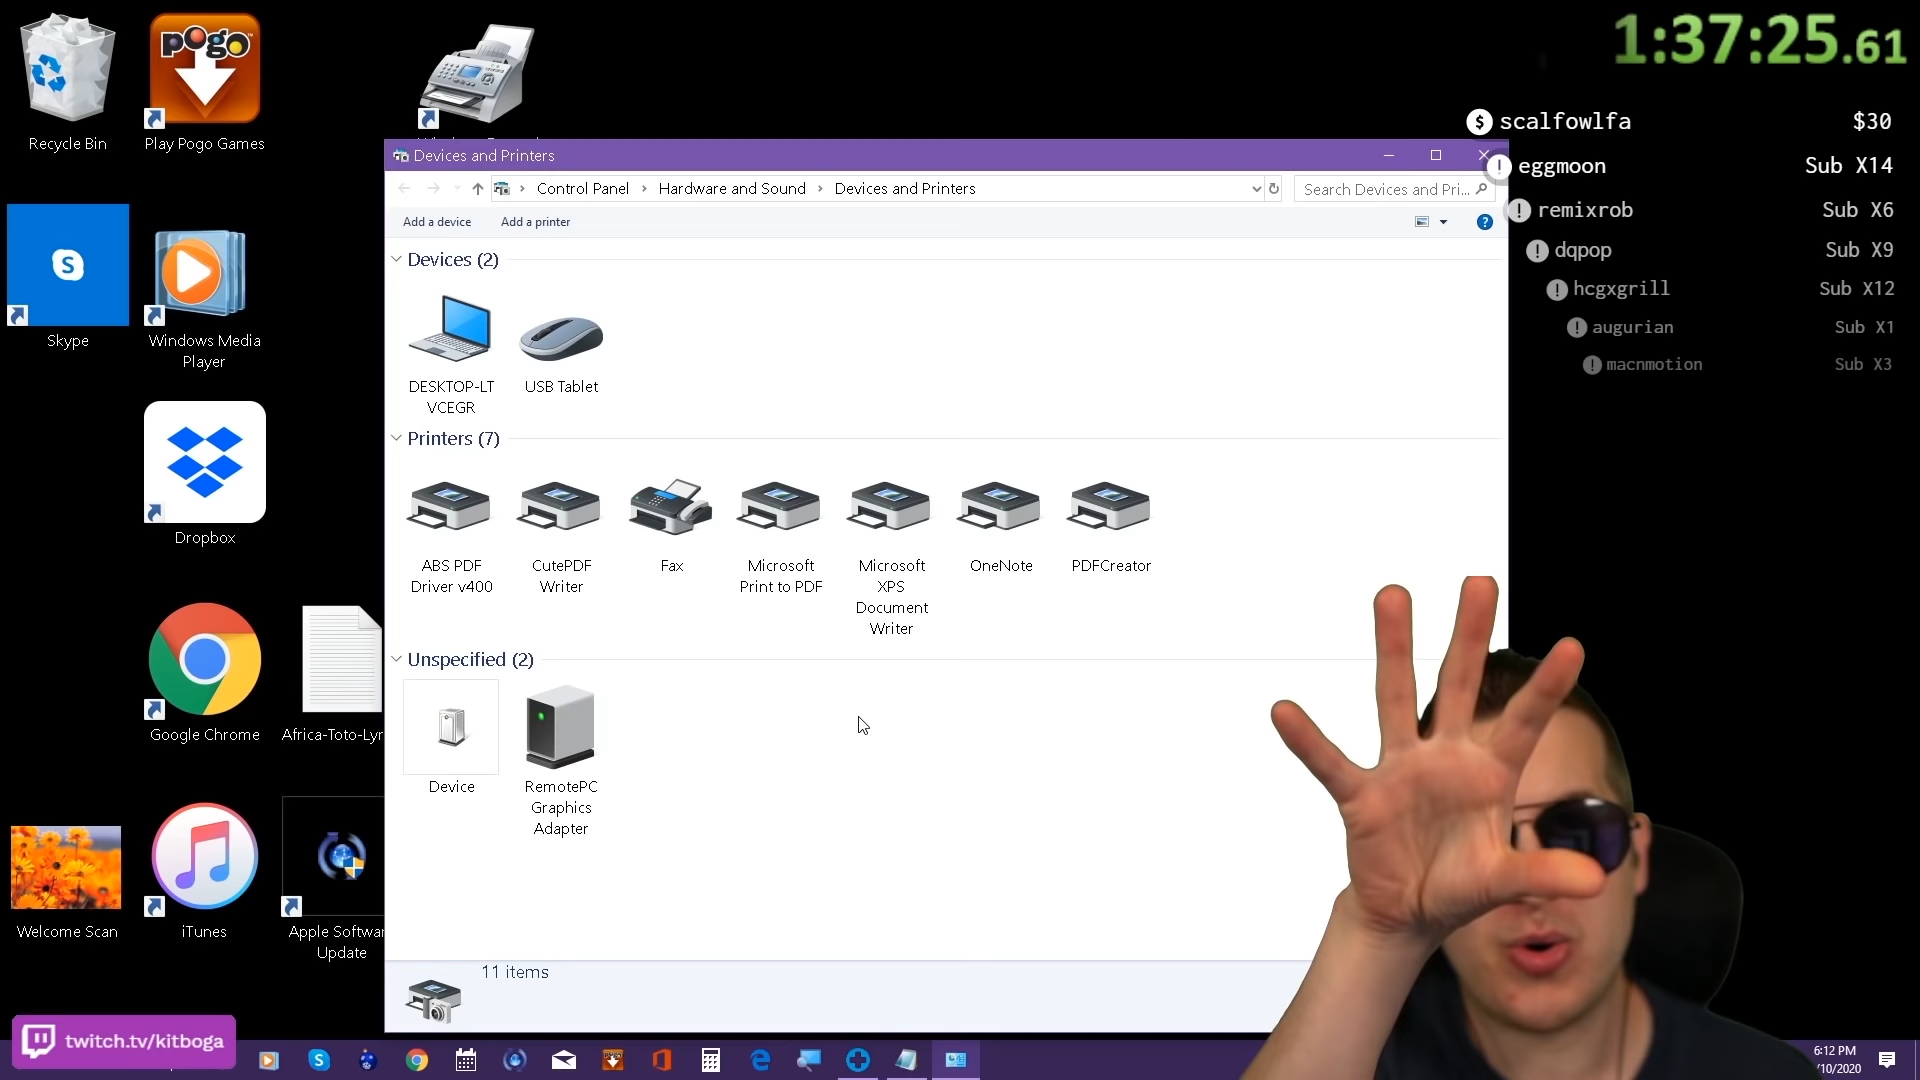 1:37:25.61
scalfowlfa $30
eggmoon Sub X14
remixrob Sub X6
dqpop Sub X9
hcgxgrill Sub X12
augurian Sub X1
macnmotion Sub X3
Recycle Bin
pogo
Play Pogo Games
Skype
Windows Media
Player
Dropbox
Google Chrome
Africa-Toto-Lyr
Welcome Scan
iTunes
Apple Softwar
Update
Devices and Printers
Control Panel > Hardware and Sound > Devices and Printers
Search Devices and Pri...
Add a device
Add a printer
Devices (2)
DESKTOP-LT
VCEGR
USB Tablet
Printers (7)
ABS PDF
Driver v400
CutePDF
Writer
Fax
Microsoft
Print to PDF
Microsoft
XPS
Document
Writer
OneNote
PDFCreator
Unspecified (2)
Device
RemotePC
Graphics
Adapter
11 items
twitch.tv/kitboga
6:12 PM
/10/2020